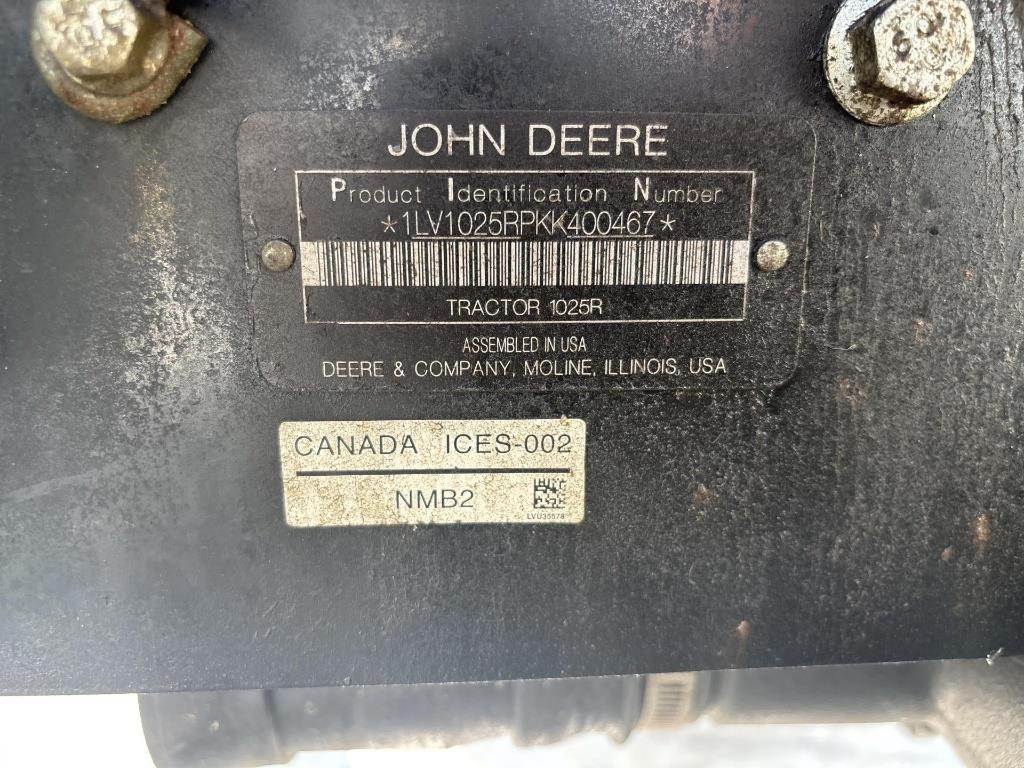 JOHN DEERE
Product Identification Number
*1LV1025RPKK400467*
TRACTOR 1025R
ASSEMBLED IN USA
DEERE & COMPANY, MOLINE, ILLINOIS, USA
CANADA ICES-002
NMB2
LVU35578